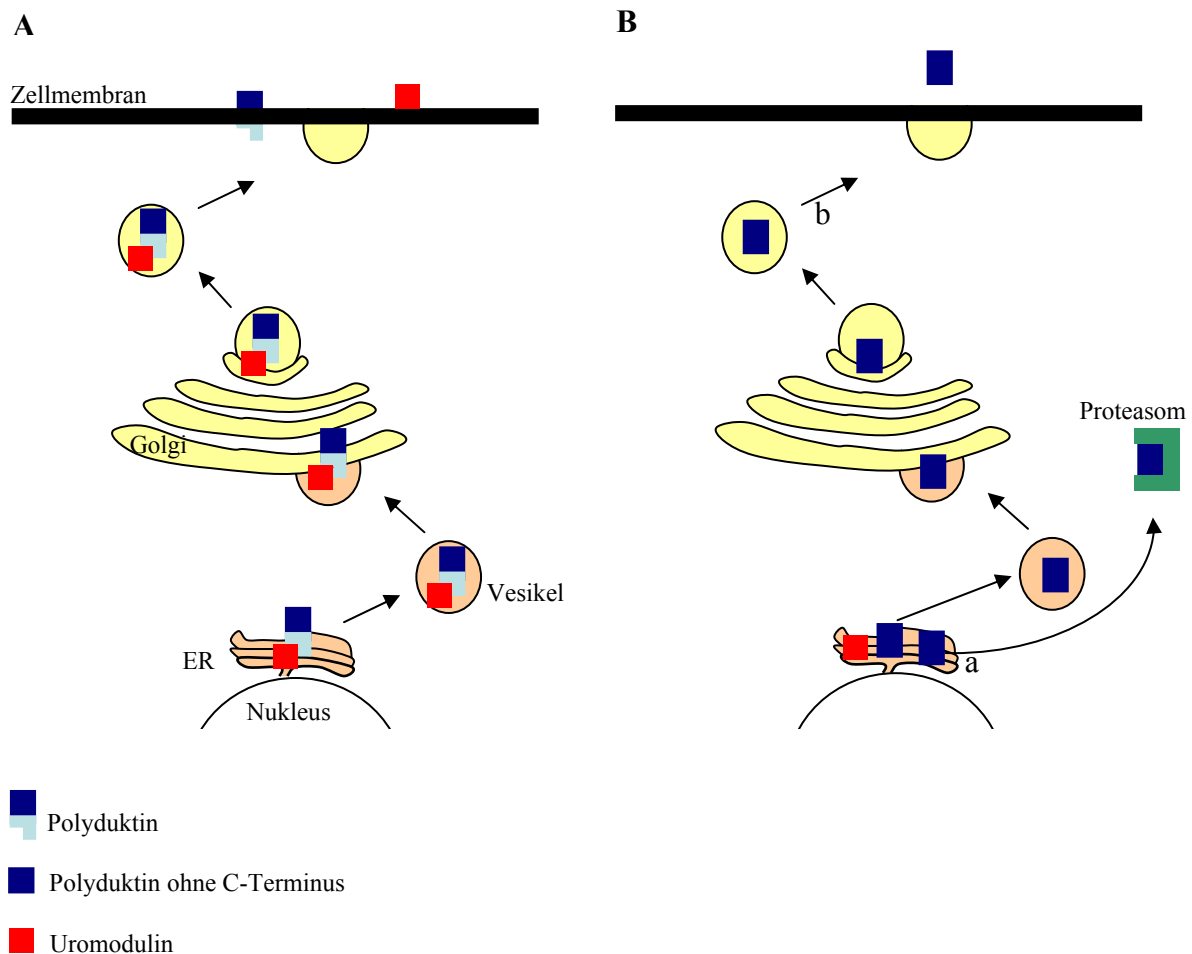 A
B
Zellmembran
b
Golgi
Proteasom
Vesikel
ER
a
Nukleus
Polyduktin
Polyduktin ohne C-Terminus
Uromodulin